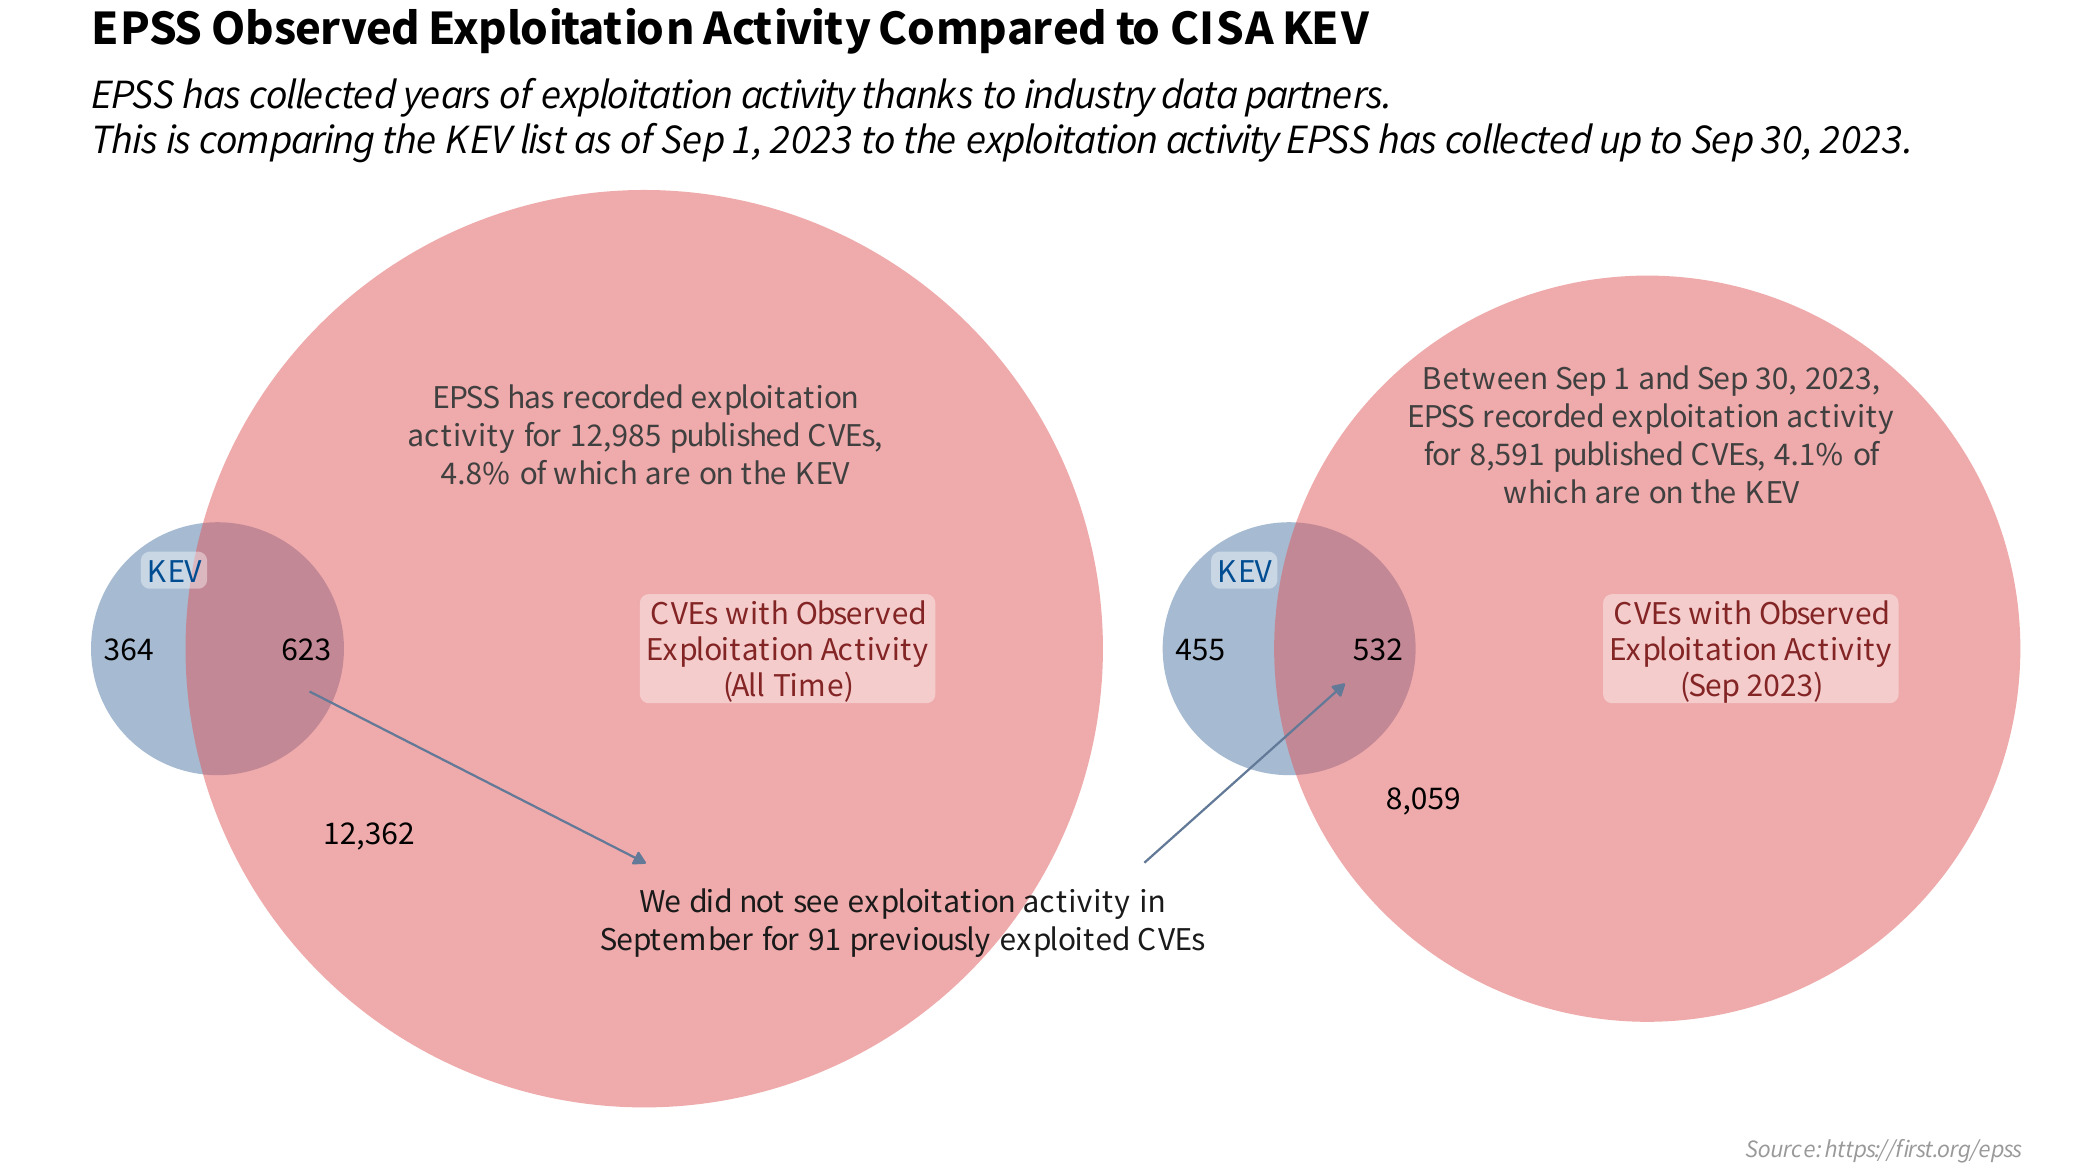 EPSS Observed Exploitation Activity Compared to CISA KEV
EPSS has collected years of exploitation activity thanks to industry data partners.
This is comparing the KEV list as of Sep 1, 2023 to the exploitation activity EPSS has collected up to Sep 30, 2023.
EPSS has recorded exploitation
activity for 12,985 published CVEs,
4.8% of which are on the KEV
KEV
364
623
CVEs with Observed
Exploitation Activity
(All Time)
12,362
We did not see exploitation activity in
September for 91 previously exploited CVEs
Between Sep 1 and Sep 30, 2023,
EPSS recorded exploitation activity
for 8,591 published CVEs, 4.1% of
which are on the KEV
KEV
455
532
CVEs with Observed
Exploitation Activity
(Sep 2023)
8,059
Source: https://first.org/epss